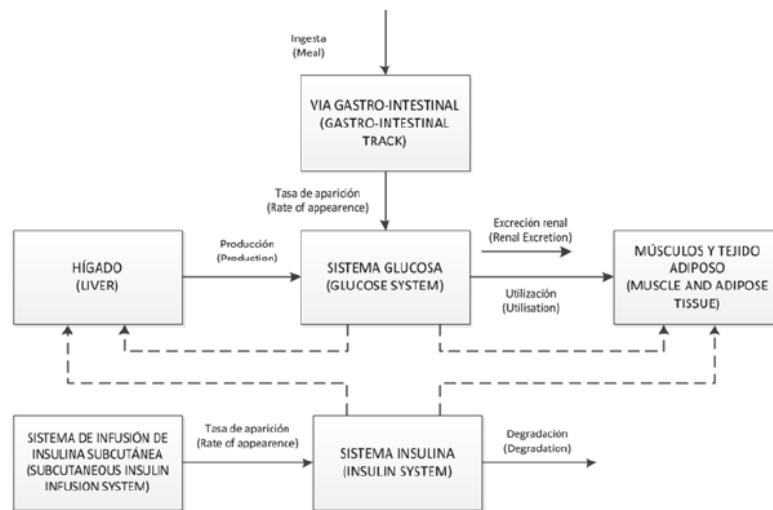 Ingesta
(Meal)
VIA GASTRO-INTESTINAL
(GASTRO-INTESTINAL
TRACK)
Tasa de aparición
(Rate of appearence)
Excreción renal
(Renal Excretion)
Producción
(Production)
HÍGADO
(LIVER)
SISTEMA GLUCOSA
(GLUCOSE SYSTEM)
MÚSCULOS Y TEJIDO
ADIPOSO
(MUSCLE AND ADIPOSE
TISSUE)
Utilización
(Utilisation)
SISTEMA DE INFUSIÓN DE
INSULINA SUBCUTÁNEA
(SUBCUTANEOUS INSULIN
INFUSION SYSTEM)
Tasa de aparición
(Rate of appearence)
SISTEMA INSULINA
(INSULIN SYSTEM)
Degradación
(Degradation)